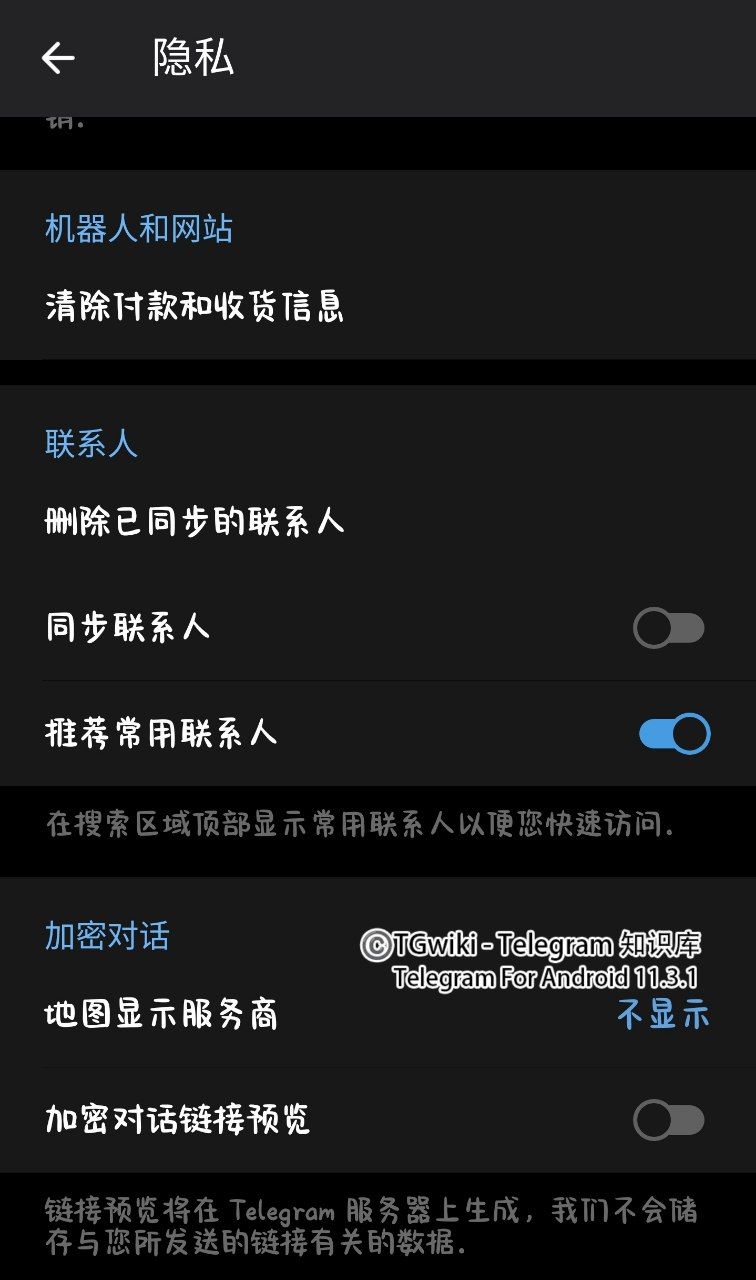 隐私
销.
机器人和网站
清除付款和收货信息
联系人
删除已同步的联系人
同步联系人
推荐常用联系人
在搜索区域顶部显示常用联系人以便您快速访问.
加密对话
©TGwiki - Telegram 知识库
Telegram For Android 11.3.1
地图显示服务商
不显示
加密对话链接预览
链接预览将在 Telegram 服务器上生成，我们不会储
存与您所发送的链接有关的数据.